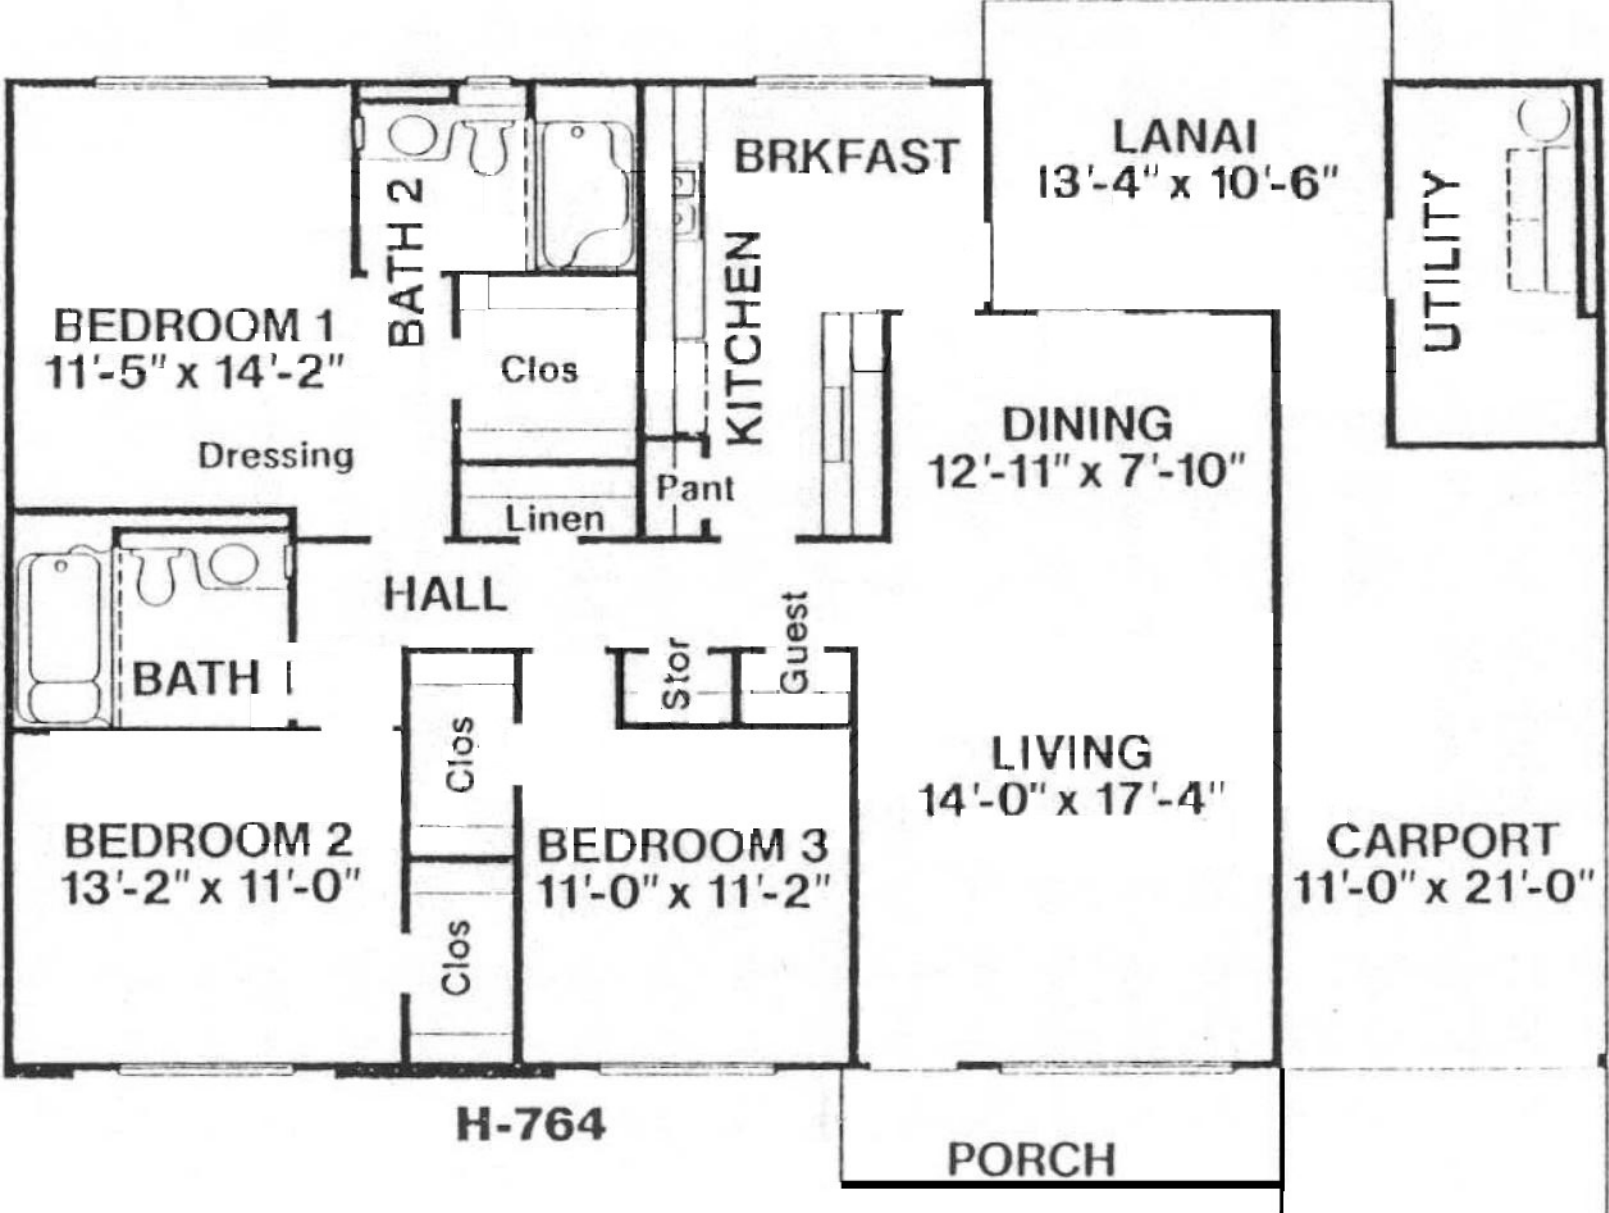 BRKFAST
LANAI
13'-4" x 10'-6"
UTILITY
BATH 2
KITCHEN
BEDROOM 1
11'-5" x 14'-2"
Clos
Dressing
DINING
12'-11" x 7'-10"
Pant
Linen
HALL
Guest
Stor
BATH
Clos
LIVING
14'-0" x 17'-4"
BEDROOM 2
13'-2" x 11'-0"
BEDROOM 3
11'-0" x 11'-2"
CARPORT
11'-0" x 21'-0"
Clos
H-764
PORCH